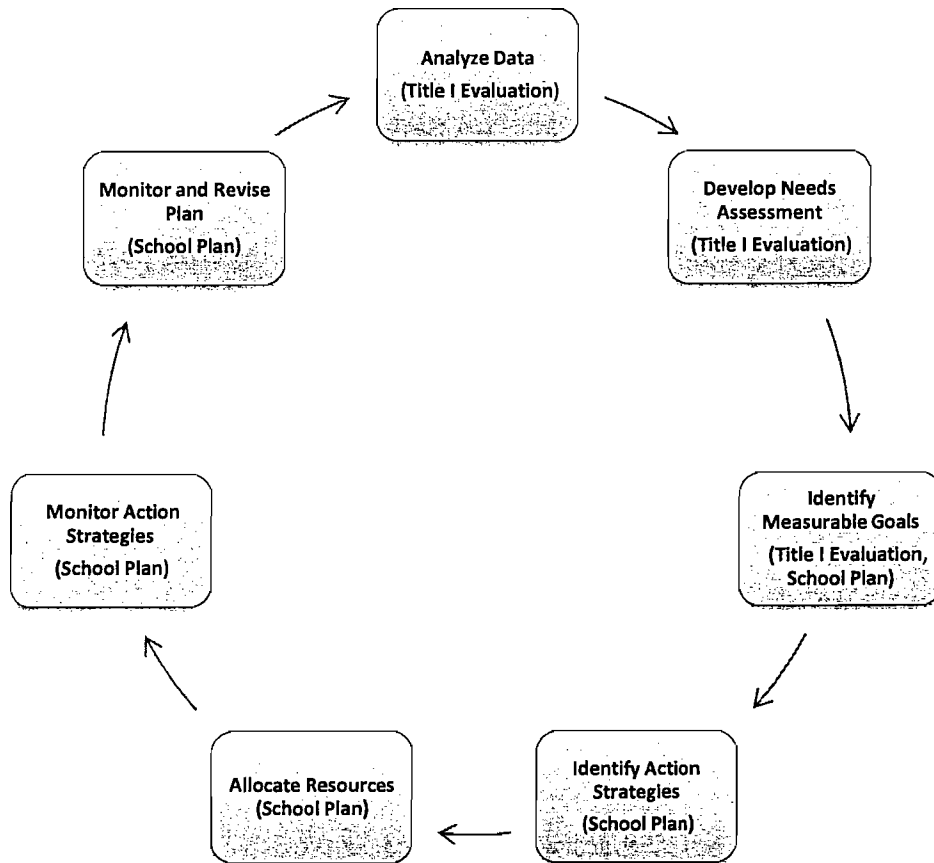 Analyze Data
(Title I Evaluation)
Develop Needs
Assessment
(Title I Evaluation)
Identify
Measurable Goals
(Title I Evaluation,
School Plan)
Identify Action
Strategies
(School Plan)
Allocate Resources
(School Plan)
Monitor Action
Strategies
(School Plan)
Monitor and Revise
Plan
(School Plan)